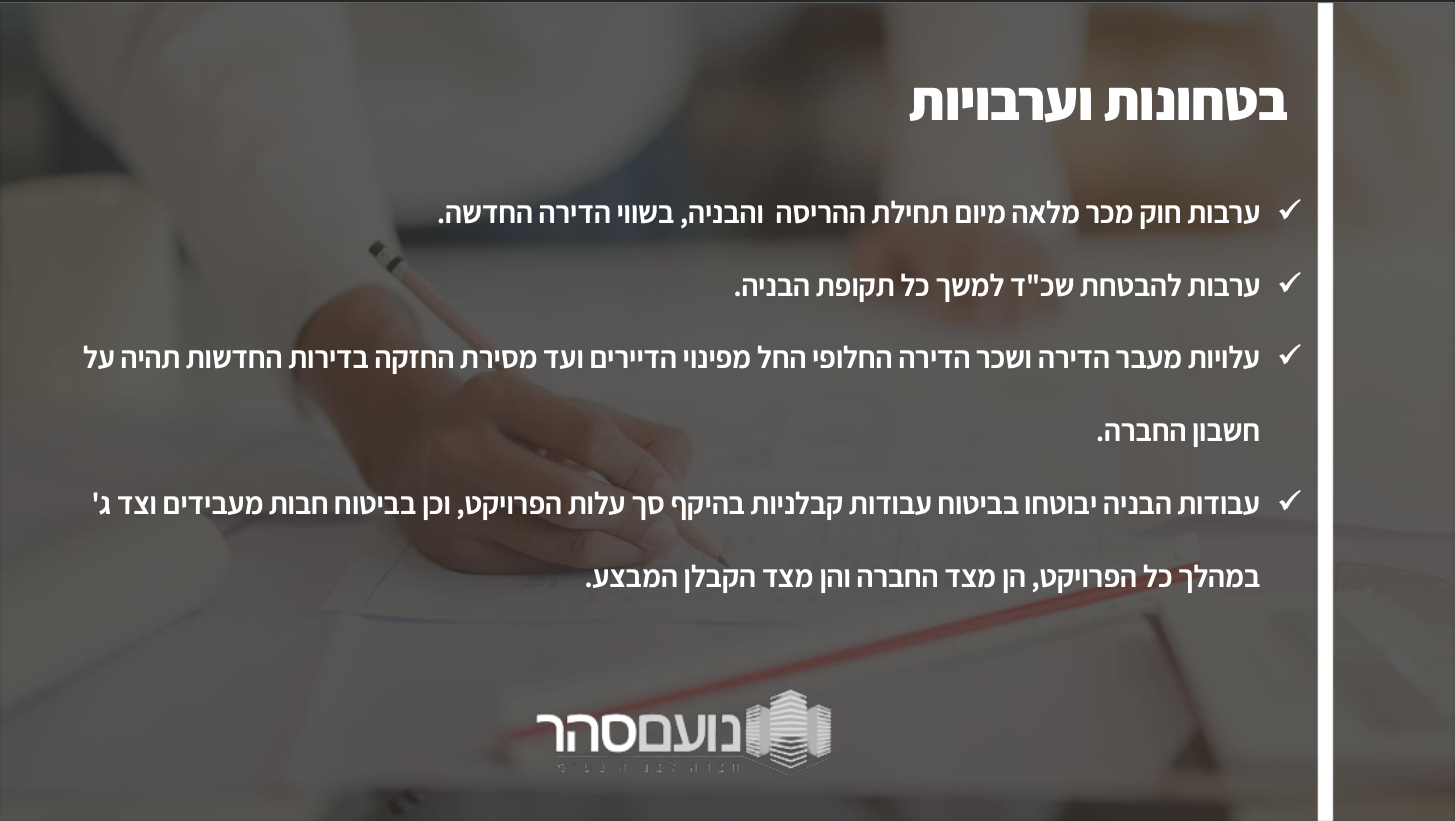 בטחונות וערבויות
ערבות חוק מכר מלאה מיום תחילת ההריסה והבניה, בשווי הדירה החדשה.
ערבות להבטחת שכ"ד למשך כל תקופת הבניה.
עלויות מעבר הדירה ושכר הדירה החלופי החל מפינוי הדיירים ועד מסירת החזקה בדירות החדשות תהיה על
חשבון החברה.
עבודות הבניה יבוטחו בביטוח עבודות קבלניות בהיקף סך עלות הפרויקט, וכן בביטוח חבות מעבידים וצד ג'
במהלך כל הפרויקט, הן מצד החברה והן מצד הקבלן המבצע.
נועםסהר
חברה לבניה בע"מ